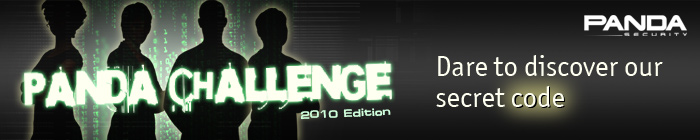 PANDA
SECURITY
PANDA CHALLENGE
2010 Edition
Dare to discover our
secret code